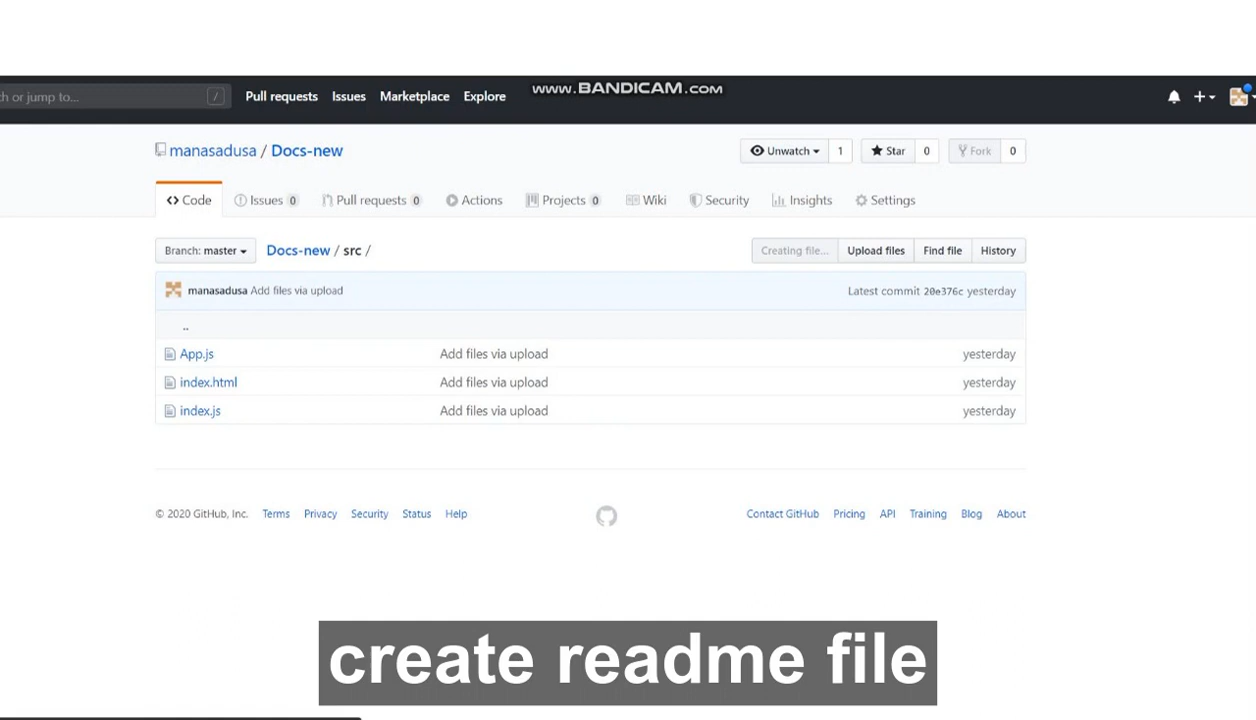 ch or jump to... / Pull requests Issues Marketplace Explore www.BANDICAM.com
manasadusa / Docs-new Unwatch 1 Star 0 Fork 0
Code Issues 0 Pull requests 0 Actions Projects 0 Wiki Security Insights Settings
Branch: master Docs-new / src / Creating file... Upload files Find file History
manasadusa Add files via upload Latest commit 20e376c yesterday
..
App.js Add files via upload yesterday
index.html Add files via upload yesterday
index.js Add files via upload yesterday
© 2020 GitHub, Inc. Terms Privacy Security Status Help Contact GitHub Pricing API Training Blog About
create readme file